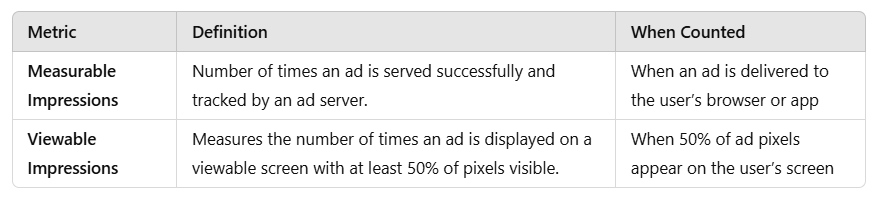 Metric Definition When Counted
Measurable Number of times an ad is served successfully and When an ad is delivered to
Impressions tracked by an ad server. the user’s browser or app
Viewable Measures the number of times an ad is displayed on a When 50% of ad pixels
Impressions viewable screen with at least 50% of pixels visible. appear on the user’s screen